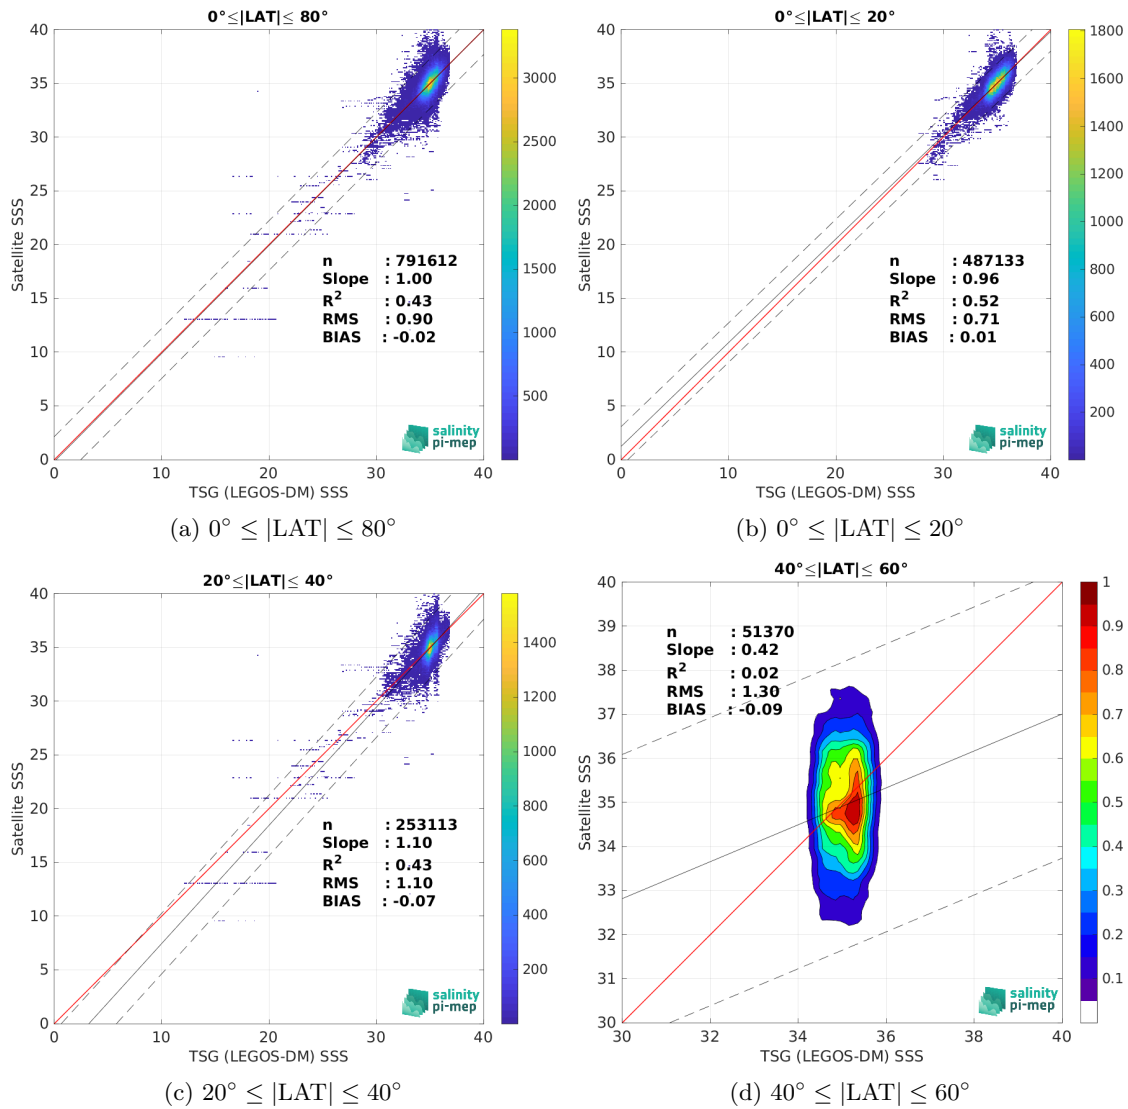 0°≤|LAT|≤ 80°
40
35
30
25
20
15
10
5
0
Satellite SSS
n : 791612
Slope : 1.00
R² : 0.43
RMS : 0.90
BIAS : -0.02
salinity
pi-mep
0 10 20 30 40
TSG (LEGOS-DM) SSS
3000
2500
2000
1500
1000
500
(a) 0° ≤ |LAT| ≤ 80°
0°≤|LAT|≤ 20°
40
35
30
25
20
15
10
5
0
Satellite SSS
n : 487133
Slope : 0.96
R² : 0.52
RMS : 0.71
BIAS : 0.01
salinity
pi-mep
0 10 20 30 40
TSG (LEGOS-DM) SSS
1800
1600
1400
1200
1000
800
600
400
200
(b) 0° ≤ |LAT| ≤ 20°
20°≤|LAT|≤ 40°
40
35
30
25
20
15
10
5
0
Satellite SSS
n : 253113
Slope : 1.10
R² : 0.43
RMS : 1.10
BIAS : -0.07
salinity
pi-mep
0 10 20 30 40
TSG (LEGOS-DM) SSS
1400
1200
1000
800
600
400
200
(c) 20° ≤ |LAT| ≤ 40°
40°≤|LAT|≤ 60°
40
39
38
37
36
35
34
33
32
31
30
Satellite SSS
n : 51370
Slope : 0.42
R² : 0.02
RMS : 1.30
BIAS : -0.09
salinity
pi-mep
30 32 34 36 38 40
TSG (LEGOS-DM) SSS
1
0.9
0.8
0.7
0.6
0.5
0.4
0.3
0.2
0.1
(d) 40° ≤ |LAT| ≤ 60°